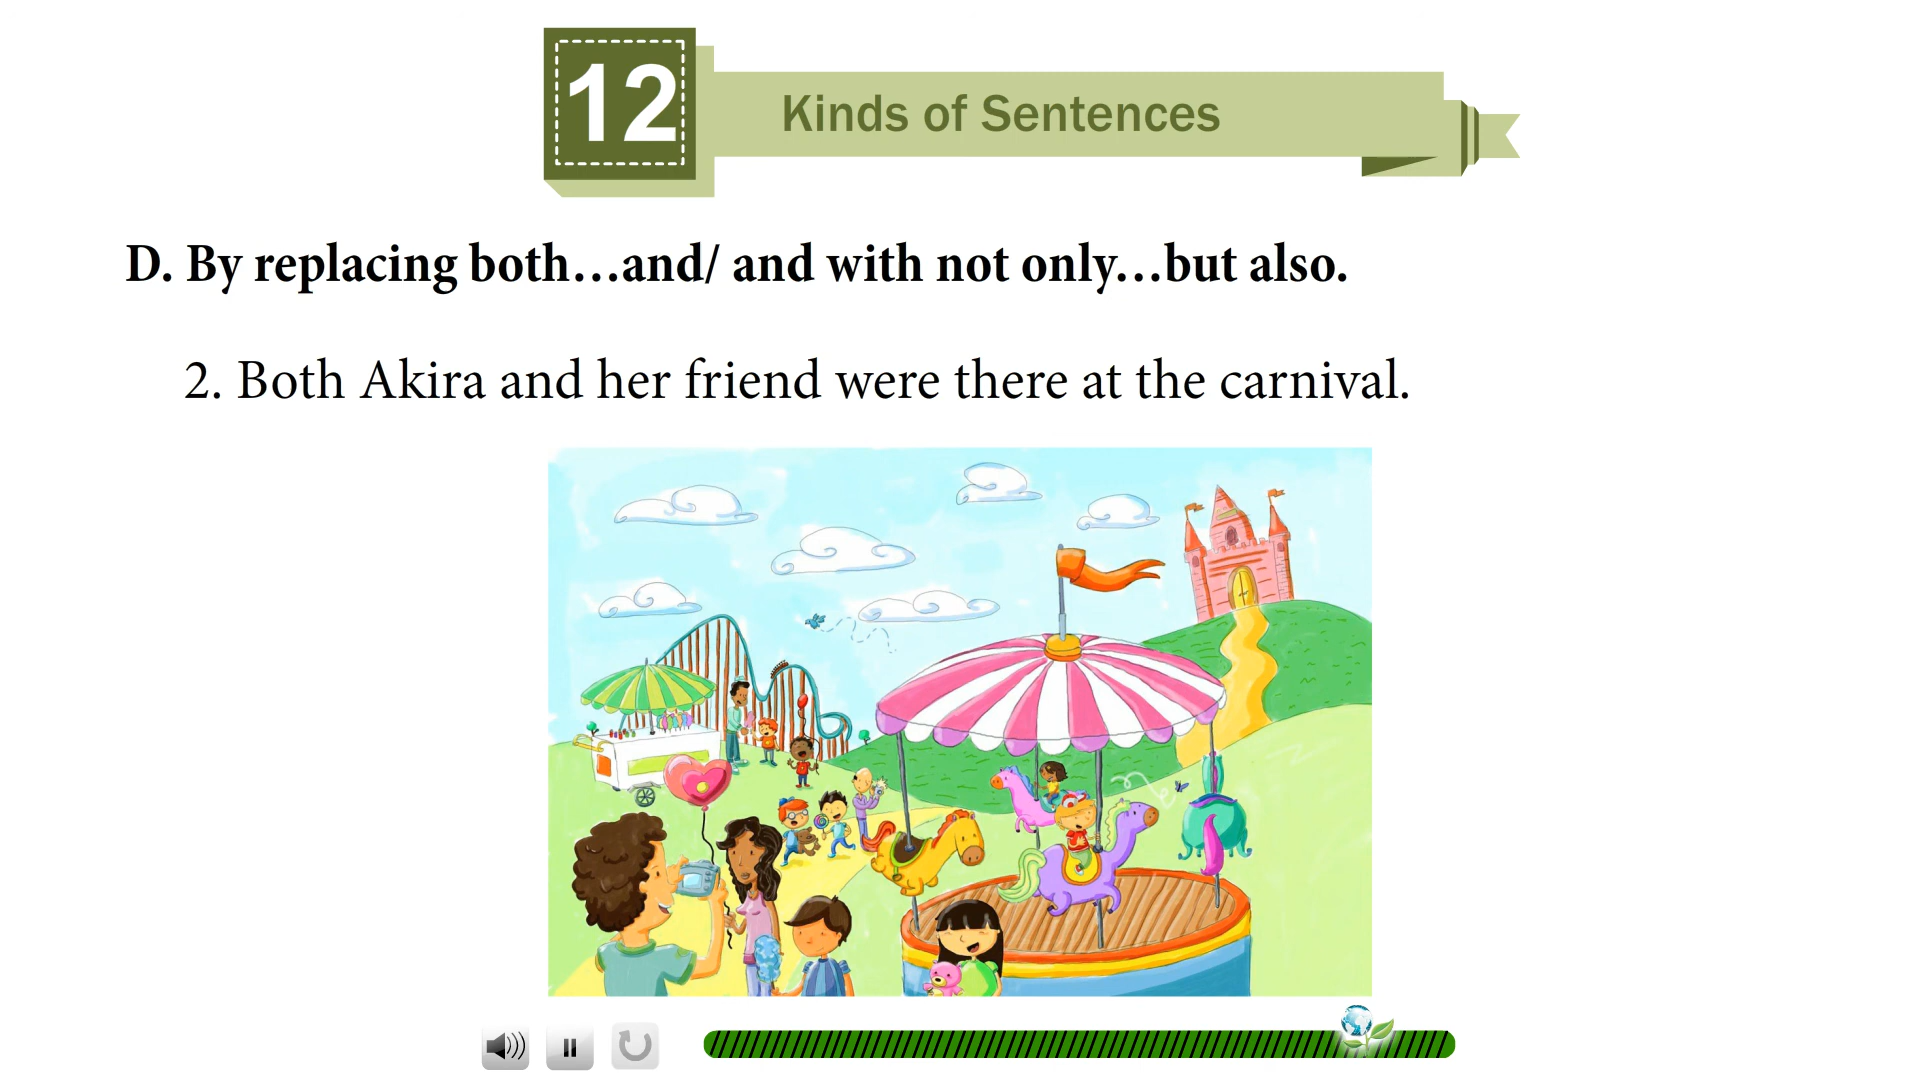 12
Kinds of Sentences
D. By replacing both…and/ and with not only…but also.
2. Both Akira and her friend were there at the carnival.